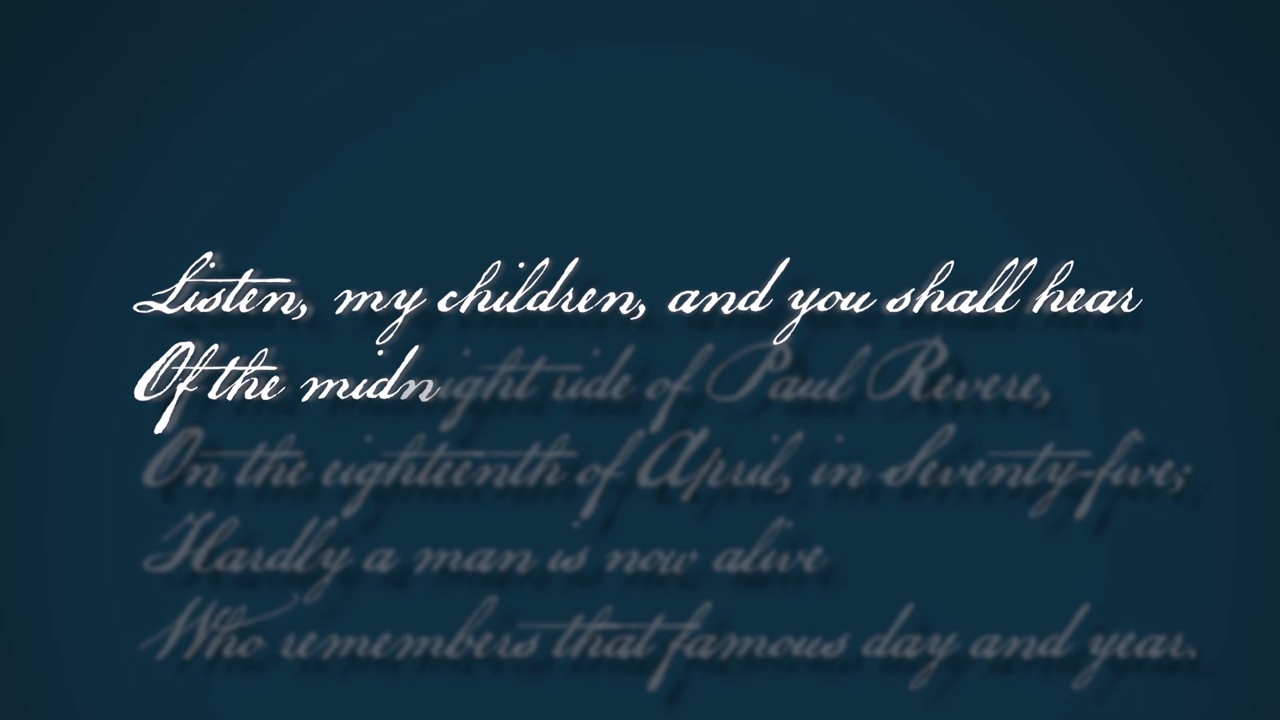 Listen, my children, and you shall hear
Of the midnight ride of Paul Revere,
On the eighteenth of April, in Seventy-five;
Hardly a man is now alive
Who remembers that famous day and year.